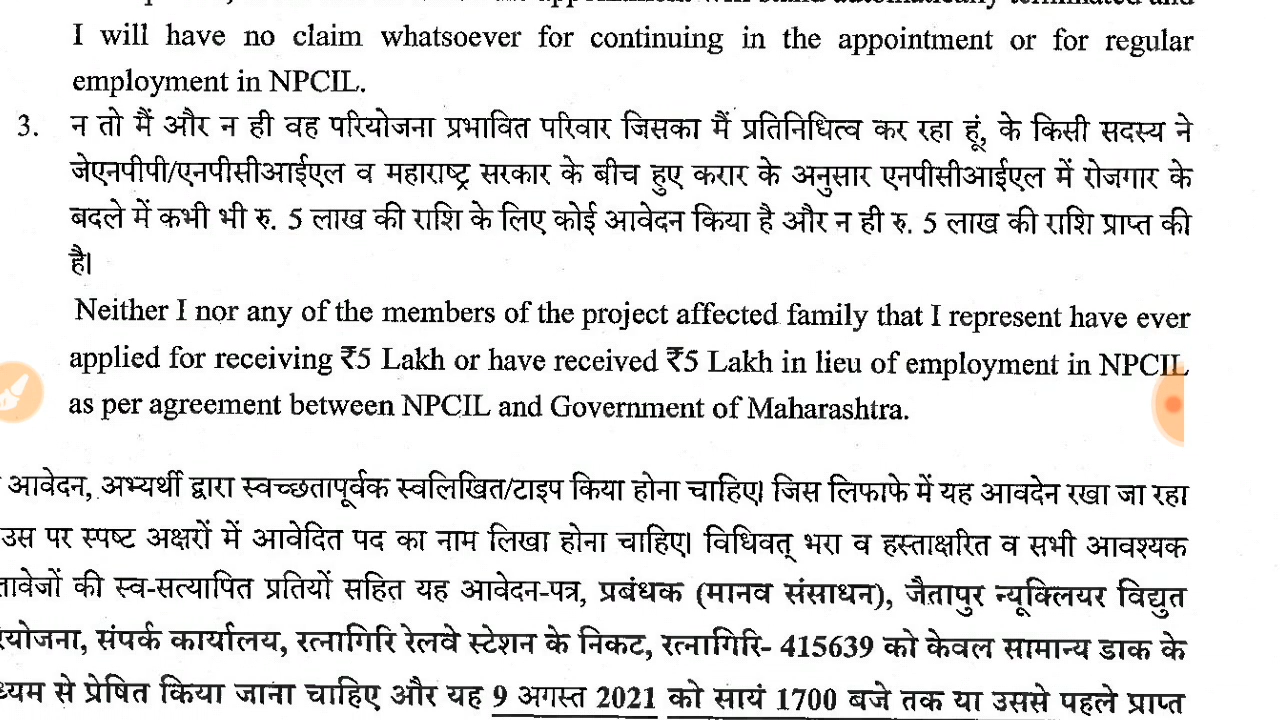 I will have no claim whatsoever for continuing in the appointment or for regular
employment in NPCIL.
3. न तो मैं और न ही वह परियोजना प्रभावित परिवार जिसका मैं प्रतिनिधित्व कर रहा हूं, के किसी सदस्य ने
जेएनपीपी/एनपीसीआईएल व महाराष्ट्र सरकार के बीच हुए करार के अनुसार एनपीसीआईएल में रोजगार के
बदले में कभी भी रु. 5 लाख की राशि के लिए कोई आवेदन किया है और न ही रु. 5 लाख की राशि प्राप्त की
है।
Neither I nor any of the members of the project affected family that I represent have ever
applied for receiving ₹5 Lakh or have received ₹5 Lakh in lieu of employment in NPCIL
as per agreement between NPCIL and Government of Maharashtra.
आवेदन, अभ्यर्थी द्वारा स्वच्छतापूर्वक स्वलिखित/टाइप किया होना चाहिए। जिस लिफाफे में यह आवदेन रखा जा रहा
उस पर स्पष्ट अक्षरों में आवेदित पद का नाम लिखा होना चाहिए। विधिवत् भरा व हस्ताक्षरित व सभी आवश्यक
तावेजों की स्व-सत्यापित प्रतियों सहित यह आवेदन-पत्र, प्रबंधक (मानव संसाधन), जैतापुर न्यूक्लियर विद्युत
योजना, संपर्क कार्यालय, रत्नागिरि रेलवे स्टेशन के निकट, रत्नागिरि- 415639 को केवल सामान्य डाक के
ध्यम से प्रेषित किया जाना चाहिए और यह 9 अगस्त 2021 को सायं 1700 बजे तक या उससे पहले प्राप्त